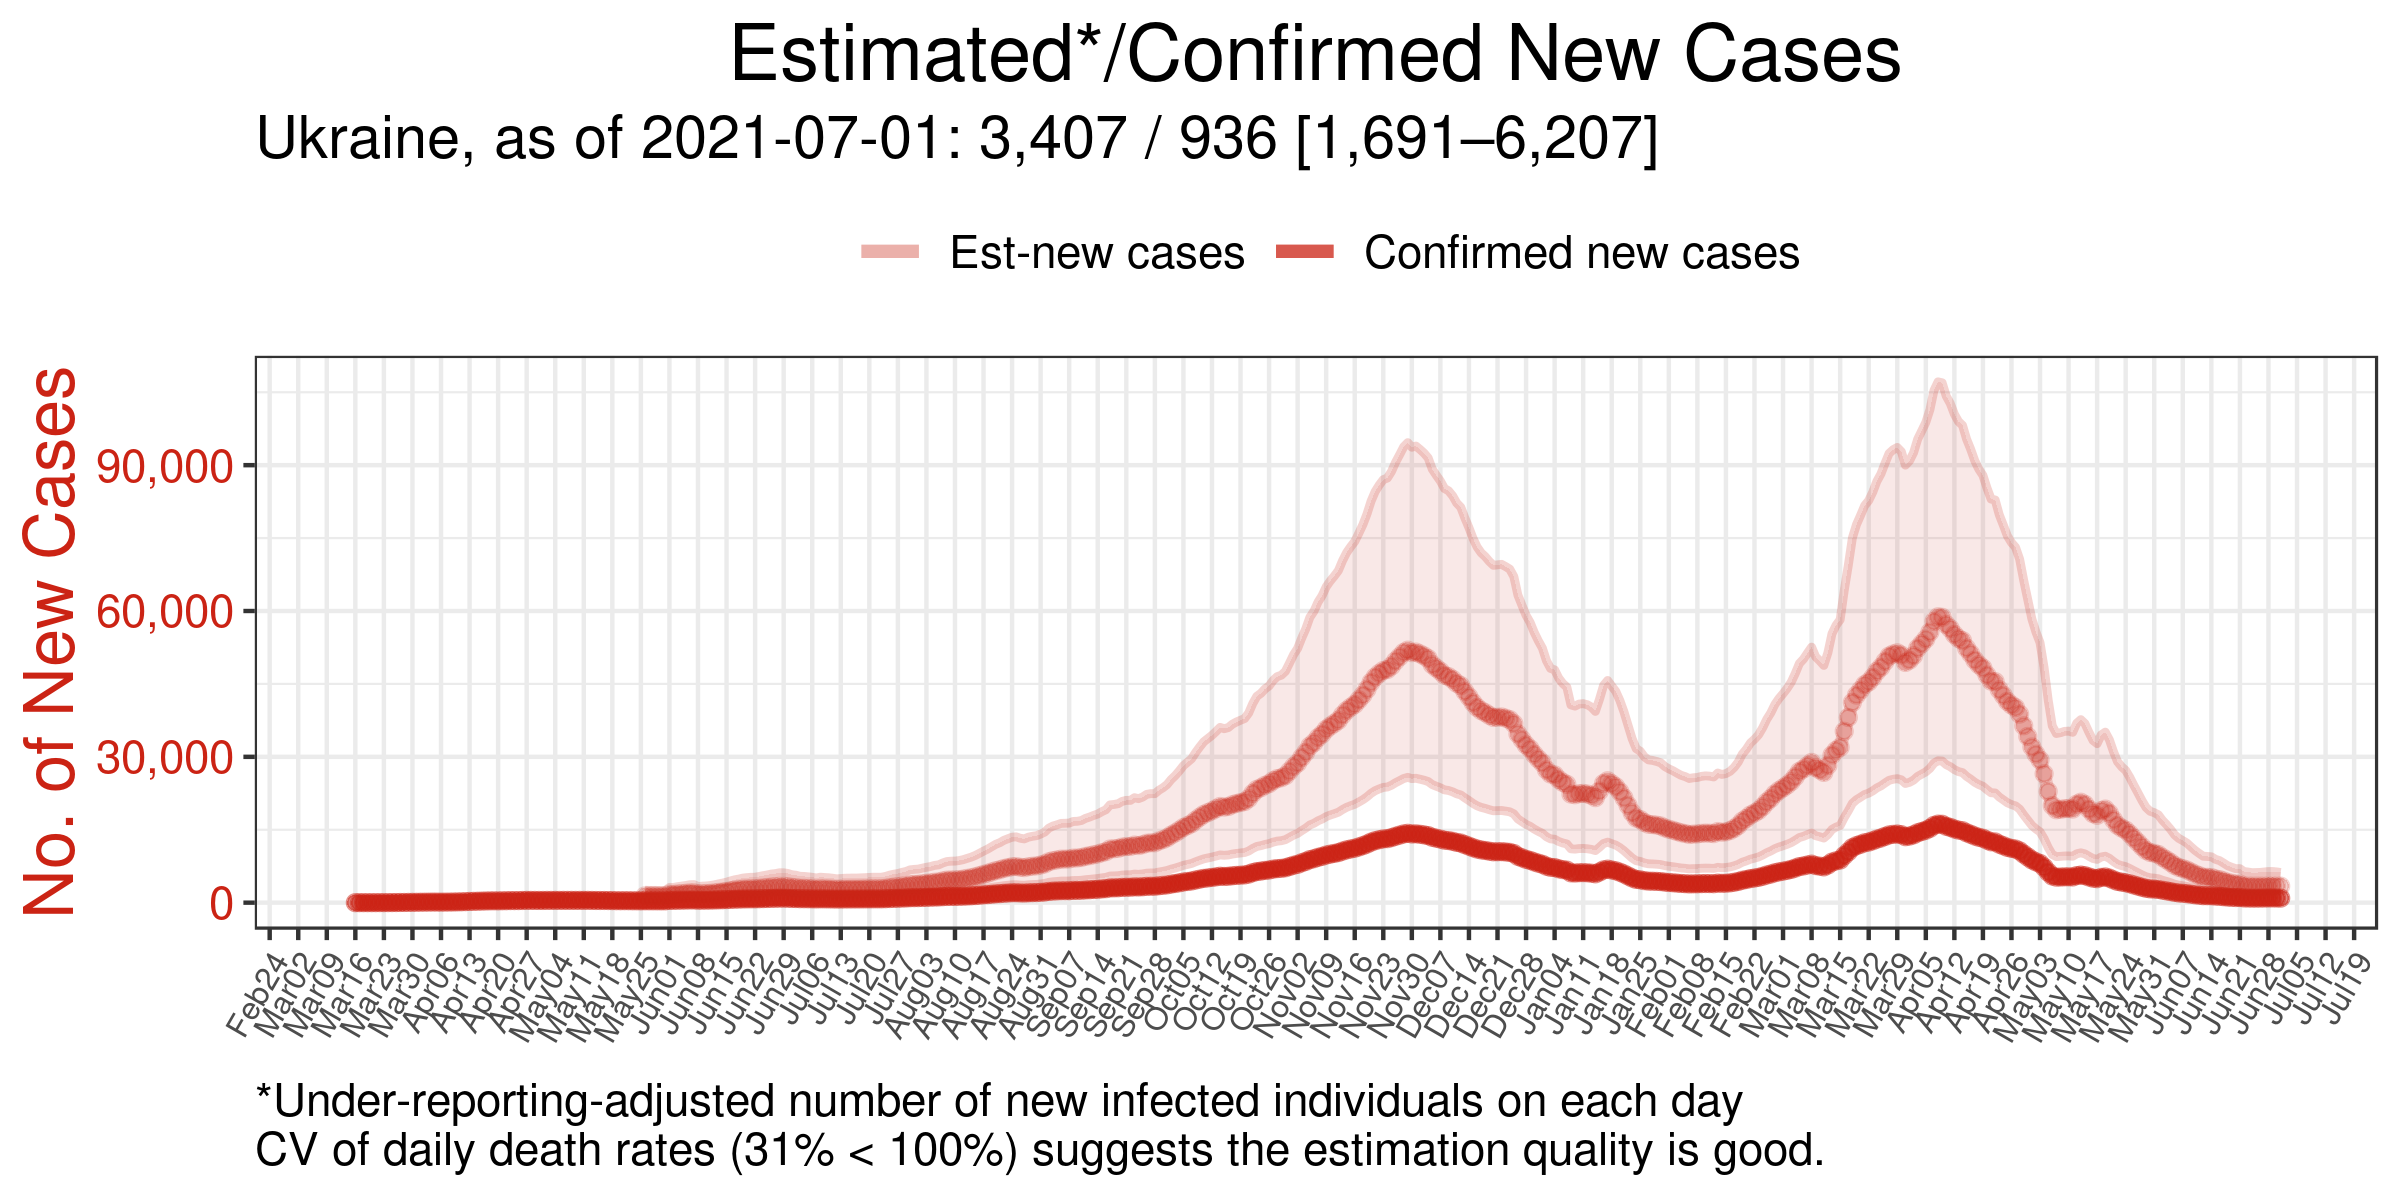 Estimated*/Confirmed New Cases
Ukraine, as of 2021-07-01: 3,407 / 936 [1,691–6,207]
Est-new cases Confirmed new cases
No. of New Cases
90,000
60,000
30,000
0
Feb24 Mar02 Mar09 Mar16 Mar23 Mar30 Apr06 Apr13 Apr20 Apr27 May04 May11 May18 May25 Jun01 Jun08 Jun15 Jun22 Jun29 Jul06 Jul13 Jul20 Jul27 Aug03 Aug10 Aug17 Aug24 Aug31 Sep07 Sep14 Sep21 Sep28 Oct05 Oct12 Oct19 Oct26 Nov02 Nov09 Nov16 Nov23 Nov30 Dec07 Dec14 Dec21 Dec28 Jan04 Jan11 Jan18 Jan25 Feb01 Feb08 Feb15 Feb22 Mar01 Mar08 Mar15 Mar22 Mar29 Apr05 Apr12 Apr19 Apr26 May03 May10 May17 May24 May31 Jun07 Jun14 Jun21 Jun28 Jul05 Jul12 Jul19
*Under-reporting-adjusted number of new infected individuals on each day
CV of daily death rates (31% < 100%) suggests the estimation quality is good.